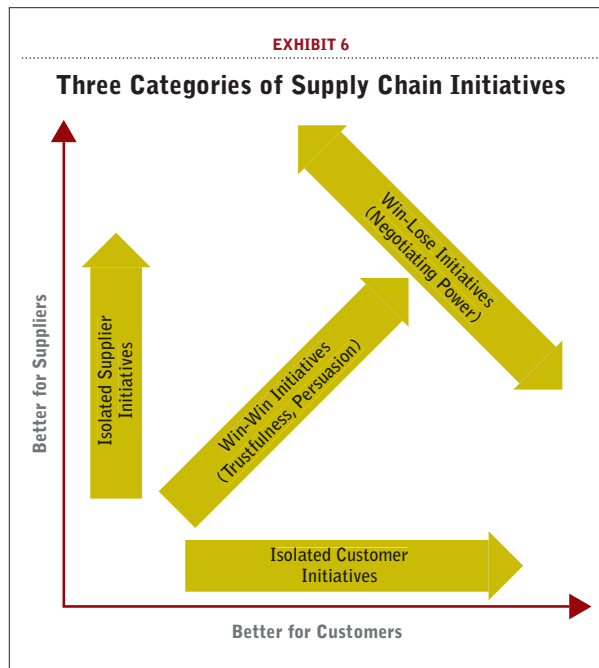 EXHIBIT 6
Three Categories of Supply Chain Initiatives
Better for Suppliers
Isolated Supplier
Initiatives
Win-Win Initiatives
(Trustfulness, Persuasion)
Win-Lose Initiatives
(Negotiating Power)
Isolated Customer
Initiatives
Better for Customers